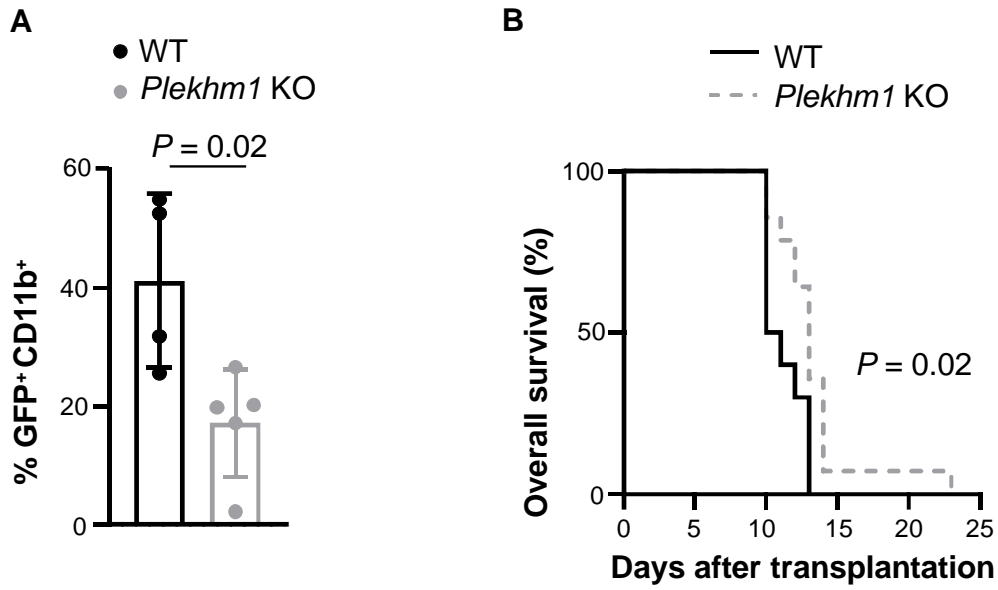 A
WT
Plekhm1 KO
P = 0.02
60
40
20
0
% GFP⁺CD11b⁺
B
WT
Plekhm1 KO
100
50
0
Overall survival (%)
P = 0.02
0 5 10 15 20 25
Days after transplantation